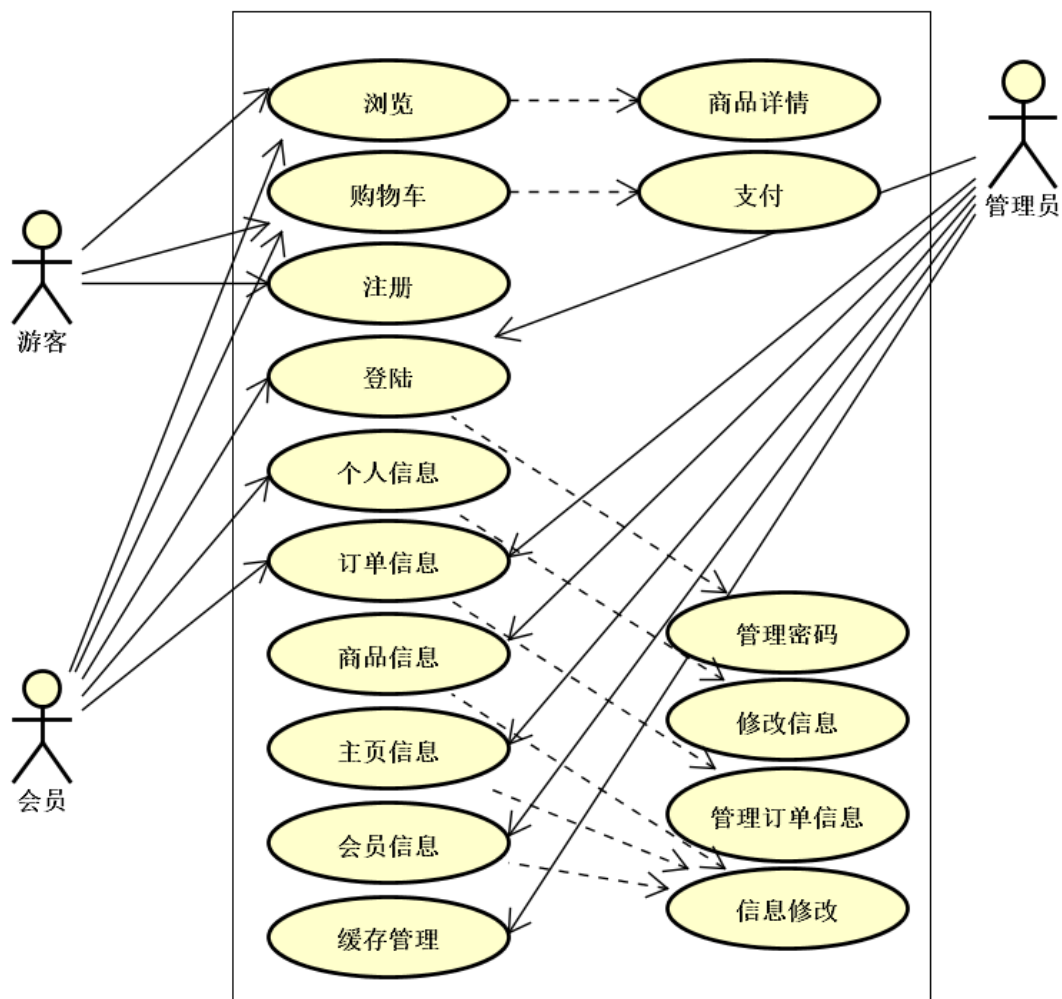 浏览
商品详情
购物车
支付
管理员
注册
游客
登陆
个人信息
订单信息
管理密码
商品信息
修改信息
主页信息
会员
管理订单信息
会员信息
信息修改
缓存管理